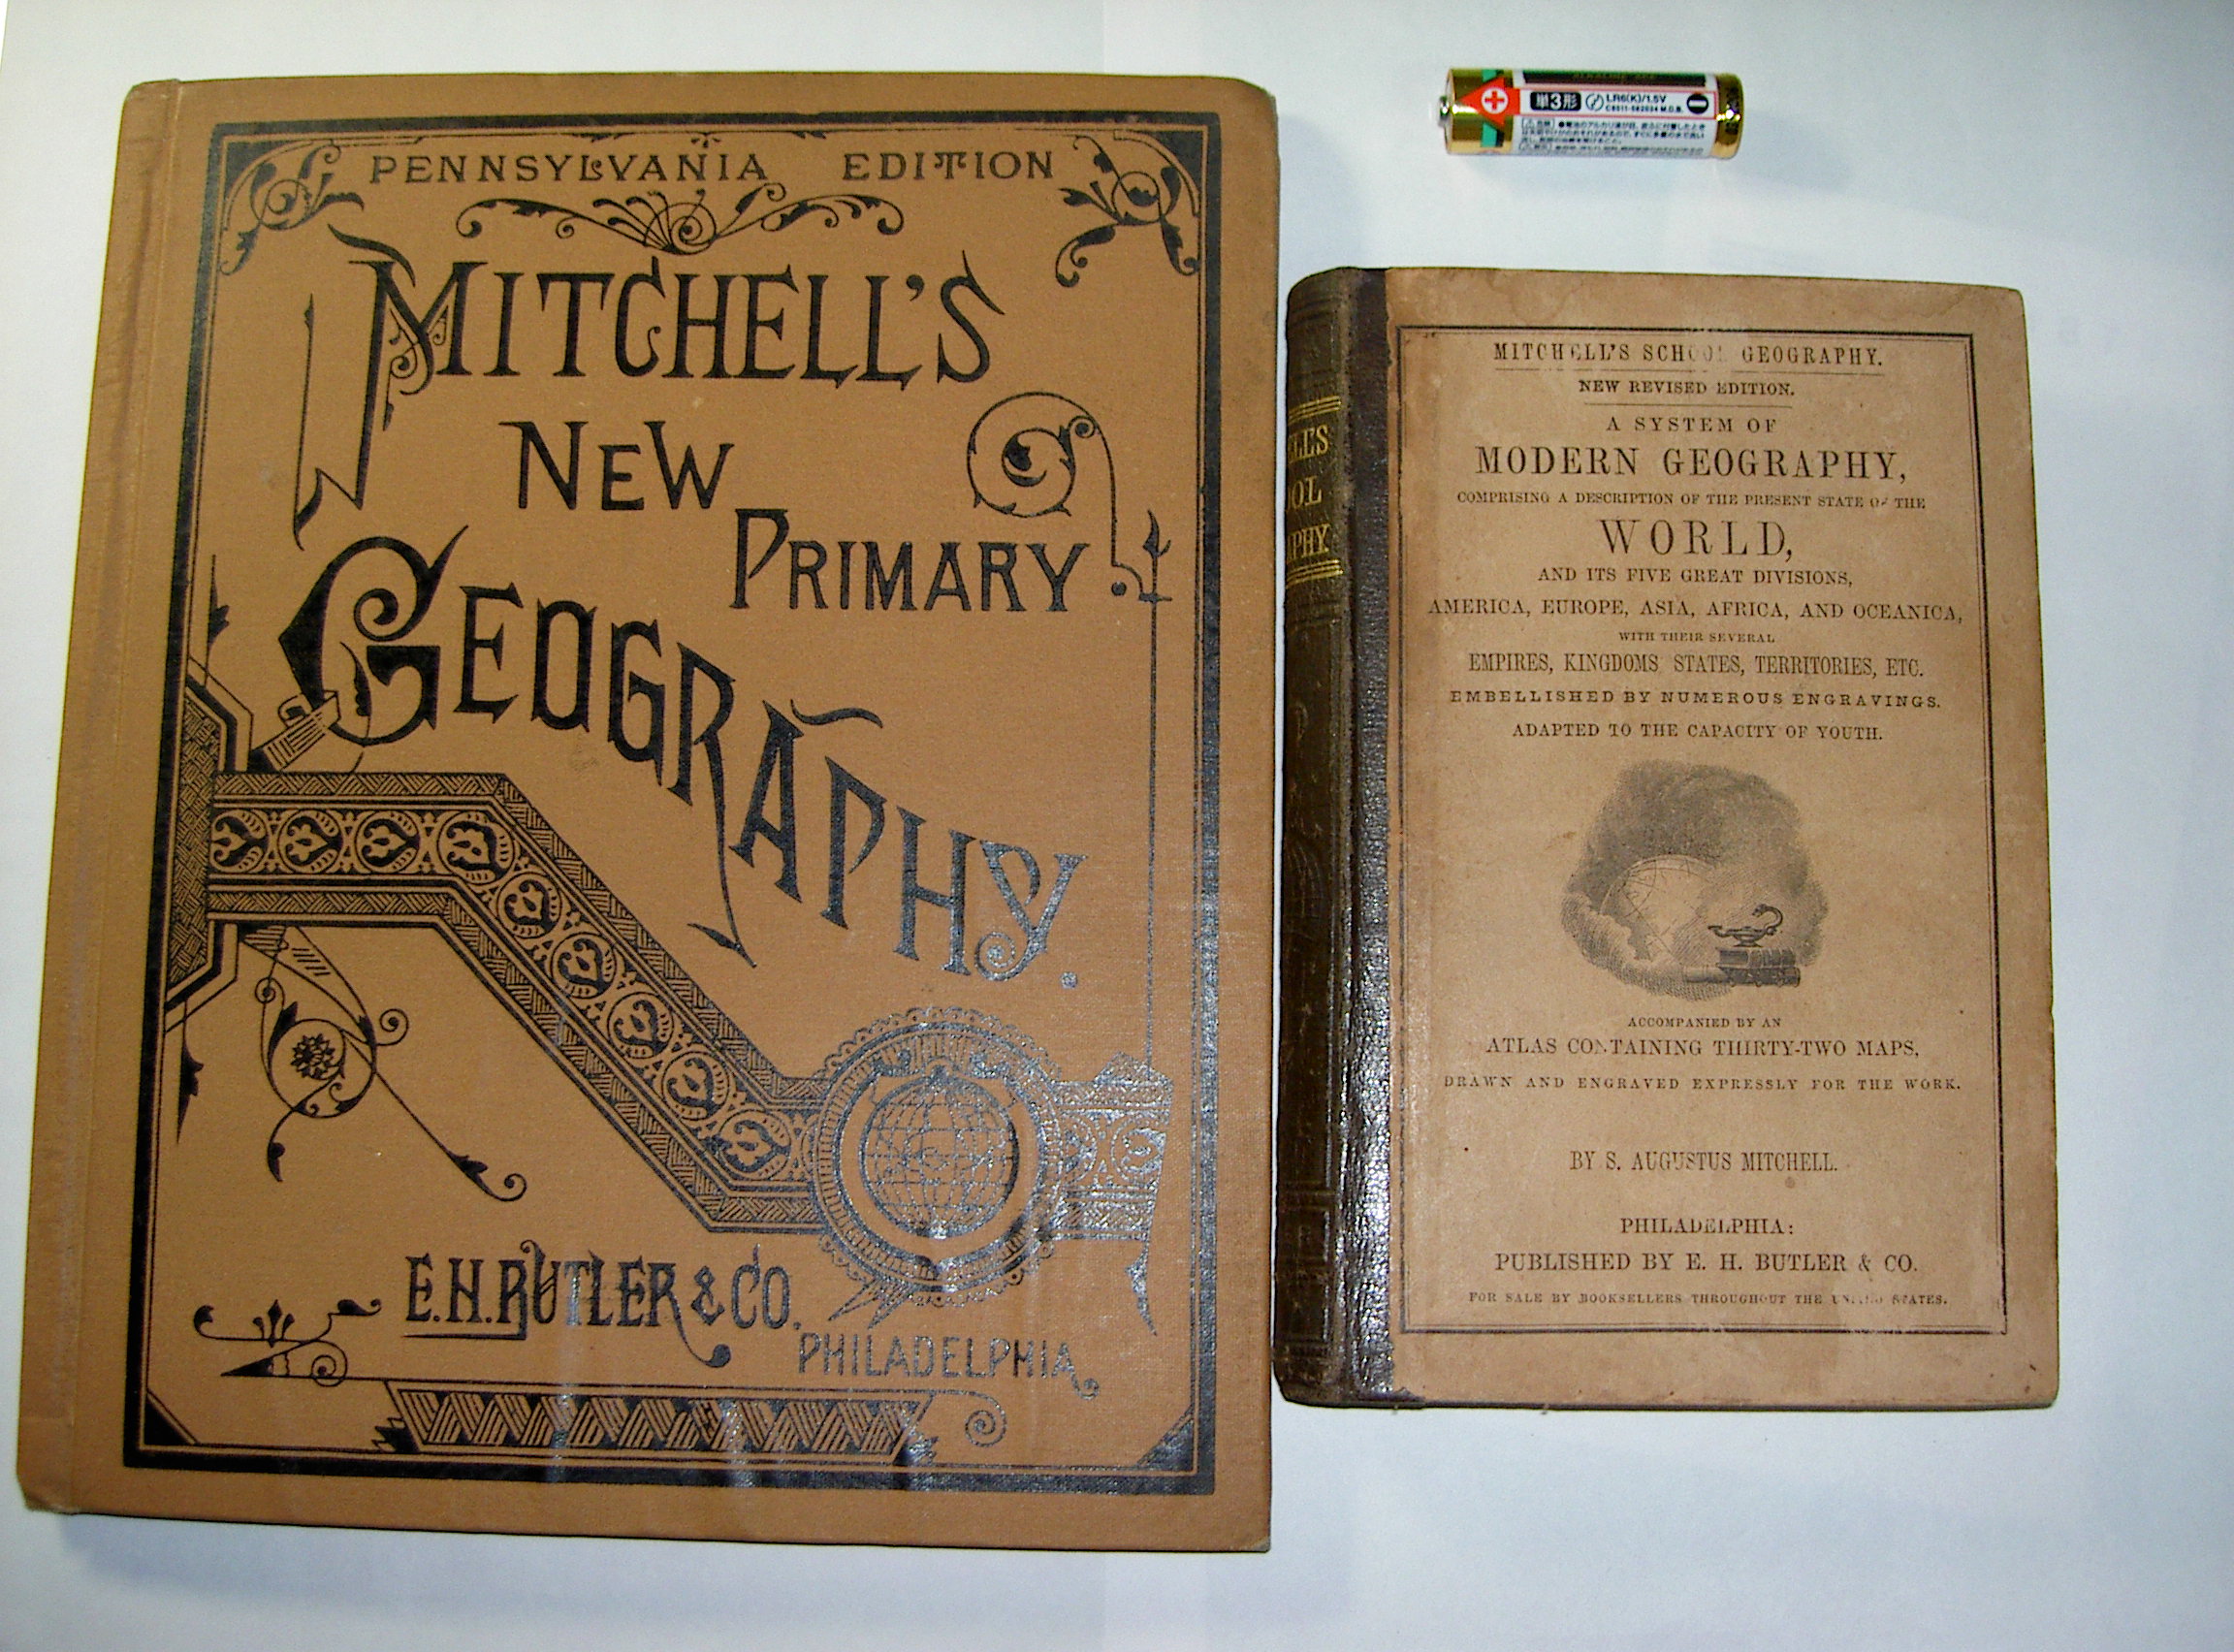 PENNSYLVANIA EDITION
MITCHELL'S
NEW
PRIMARY
GEOGRAPHY.
E.H. BUTLER & CO.
PHILADELPHIA.
単3形 LR6(K)/1.5V
MITCHELL'S SCHOOL GEOGRAPHY.
NEW REVISED EDITION.
A SYSTEM OF
MODERN GEOGRAPHY,
COMPRISING A DESCRIPTION OF THE PRESENT STATE OF THE
WORLD,
AND ITS FIVE GREAT DIVISIONS,
AMERICA, EUROPE, ASIA, AFRICA, AND OCEANICA,
WITH THEIR SEVERAL
EMPIRES, KINGDOMS STATES, TERRITORIES, ETC.
EMBELLISHED BY NUMEROUS ENGRAVINGS.
ADAPTED TO THE CAPACITY OF YOUTH.
ACCOMPANIED BY AN
ATLAS CONTAINING THIRTY-TWO MAPS,
DRAWN AND ENGRAVED EXPRESSLY FOR THE WORK.
BY S. AUGUSTUS MITCHELL.
PHILADELPHIA:
PUBLISHED BY E. H. BUTLER & CO.
FOR SALE BY BOOKSELLERS THROUGHOUT THE UNITED STATES.